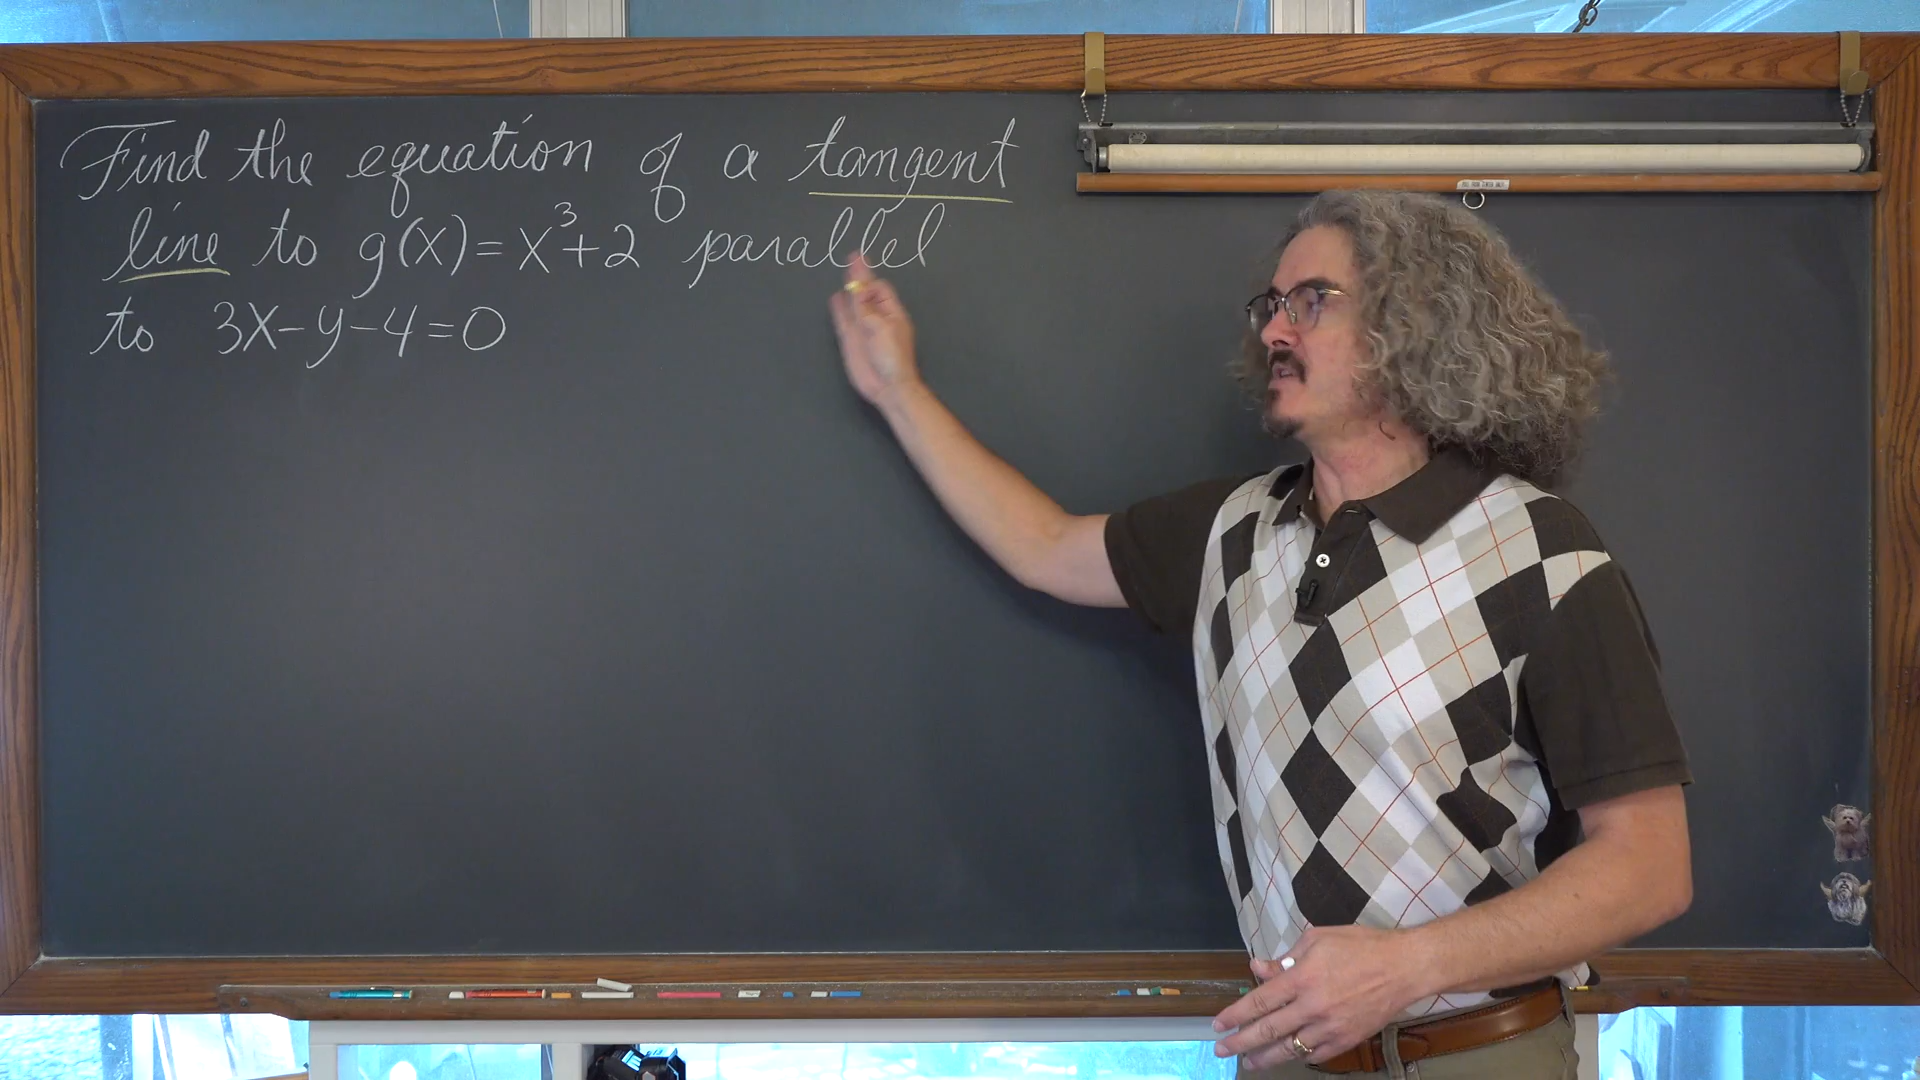 Find the equation of a tangent
line to g(x)=x³+2 parallel
to 3x-y-4=0